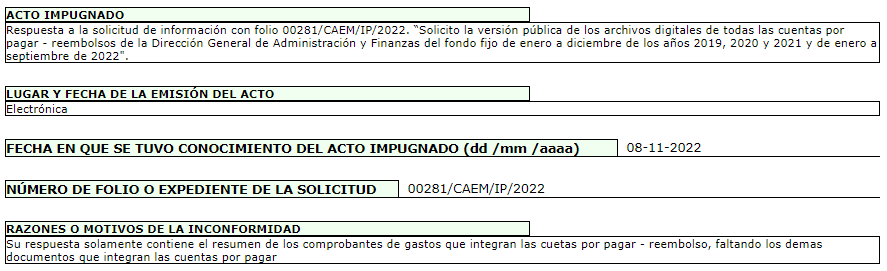 ACTO IMPUGNADO
Respuesta a la solicitud de información con folio 00281/CAEM/IP/2022. "Solicito la versión pública de los archivos digitales de todas las cuentas por
pagar - reembolsos de la Dirección General de Administración y Finanzas del fondo fijo de enero a diciembre de los años 2019, 2020 y 2021 y de enero a
septiembre de 2022".
LUGAR Y FECHA DE LA EMISIÓN DEL ACTO
Electrónica
FECHA EN QUE SE TUVO CONOCIMIENTO DEL ACTO IMPUGNADO (dd /mm /aaaa) 08-11-2022
NÚMERO DE FOLIO O EXPEDIENTE DE LA SOLICITUD 00281/CAEM/IP/2022
RAZONES O MOTIVOS DE LA INCONFORMIDAD
Su respuesta solamente contiene el resumen de los comprobantes de gastos que integran las cuetas por pagar - reembolso, faltando los demas
documentos que integran las cuentas por pagar